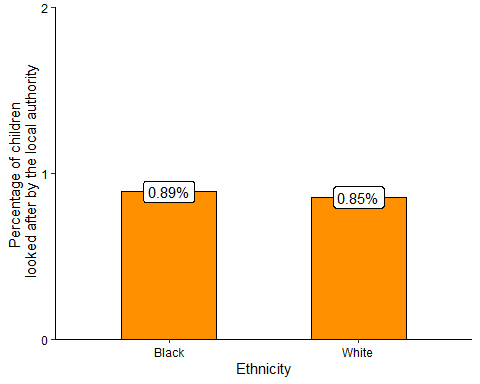 2
1
0
Percentage of children
looked after by the local authority
0.89%
0.85%
Black
White
Ethnicity